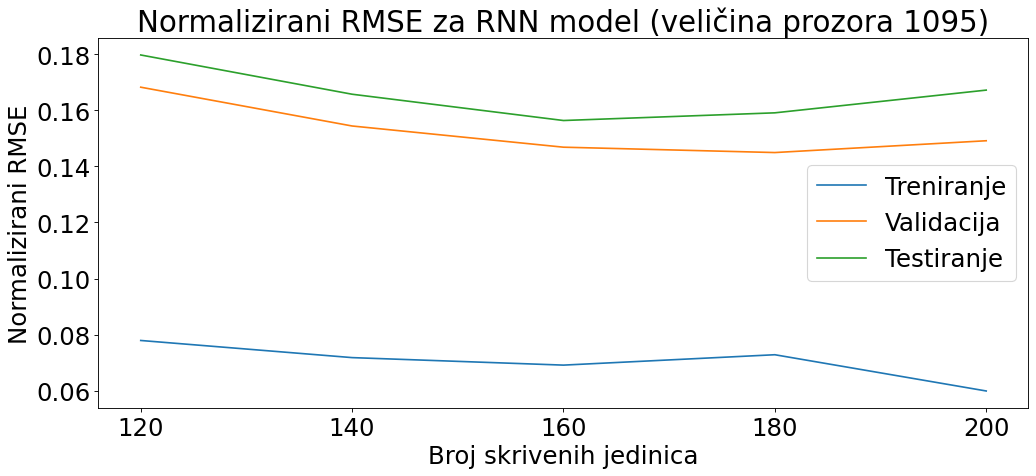 Normalizirani RMSE za RNN model (veličina prozora 1095)
Normalizirani RMSE
0.18
0.16
0.14
0.12
0.10
0.08
0.06
Treniranje
Validacija
Testiranje
120 140 160 180 200
Broj skrivenih jedinica